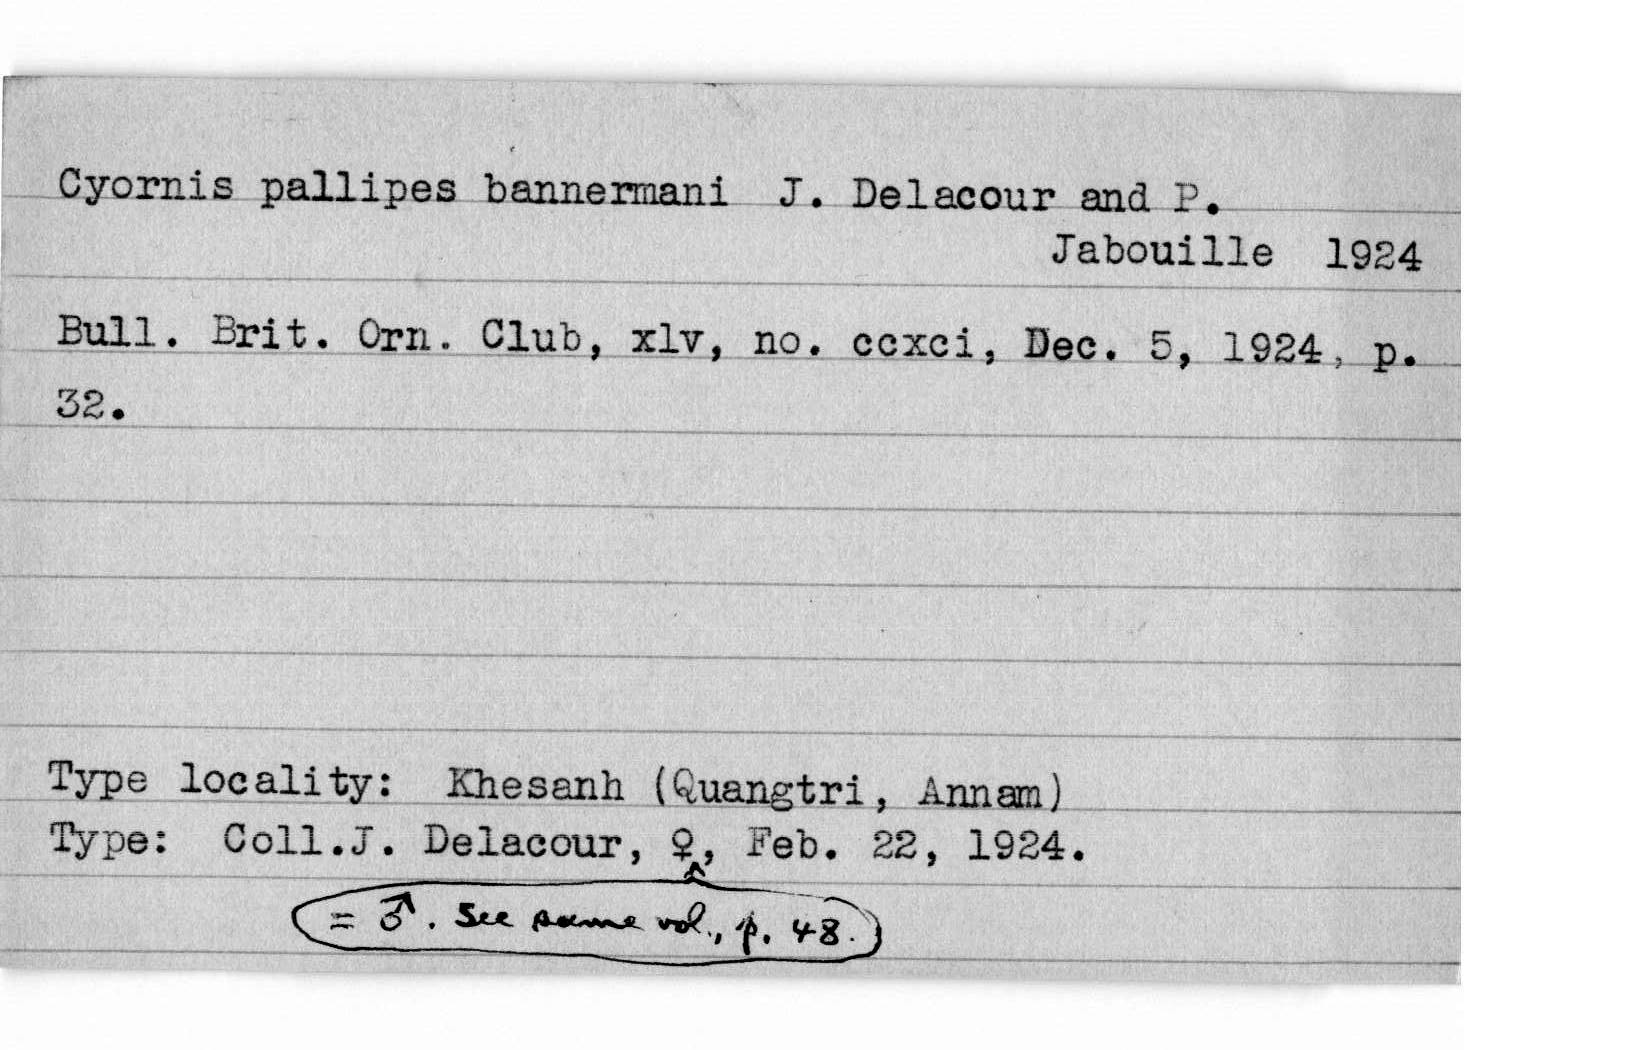 Cyornis pallipes bannermani J. Delacour and P.
Jabouille 1924
Bull. Brit. Orn. Club, xlv, no. ccxci, Dec. 5, 1924, p.
32.
Type locality: Khesanh (Quangtri, Annam)
Type: Coll.J. Delacour, ♀, Feb. 22, 1924.
^
= ♂. See same vol., p. 48.